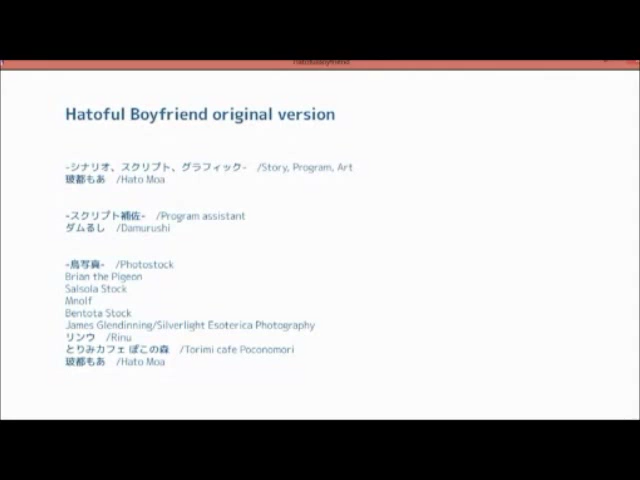 HatofulBoyfriend
Hatoful Boyfriend original version
-シナリオ、スクリプト、グラフィック- /Story, Program, Art
玻都もあ /Hato Moa
-スクリプト補佐- /Program assistant
ダムるし /Damurushi
-鳥写真- /Photostock
Brian the Pigeon
Salsola Stock
Mnolf
Bentota Stock
James Glendinning/Silverlight Esoterica Photography
リンウ /Rinu
とりみカフェ ぽこの森 /Torimi cafe Poconomori
玻都もあ /Hato Moa